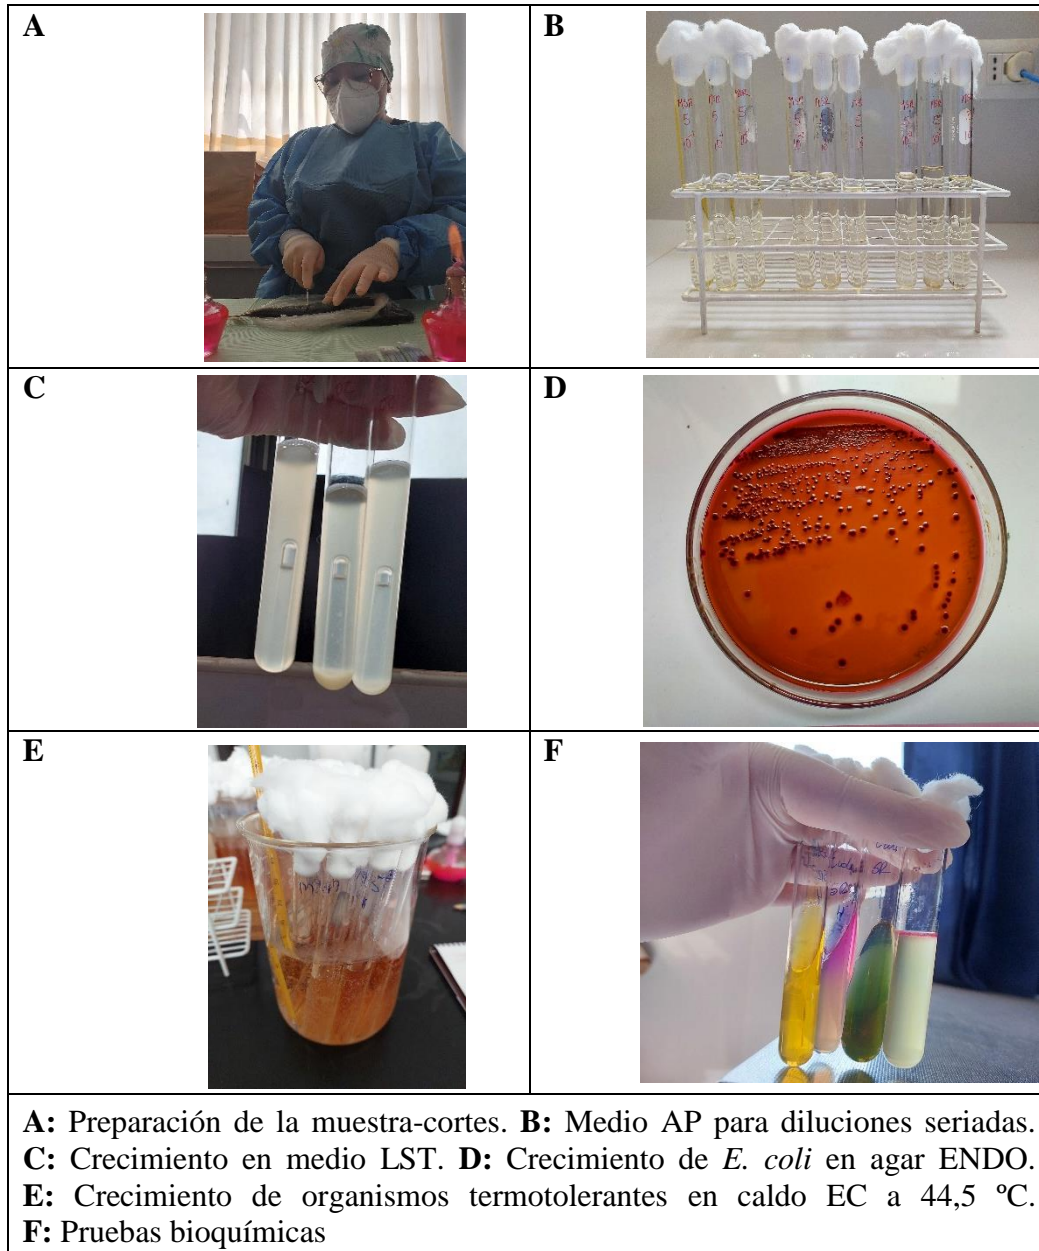 A
B
C
D
E
F
A: Preparación de la muestra-cortes. B: Medio AP para diluciones seriadas.
C: Crecimiento en medio LST. D: Crecimiento de E. coli en agar ENDO.
E: Crecimiento de organismos termotolerantes en caldo EC a 44,5 ºC.
F: Pruebas bioquímicas